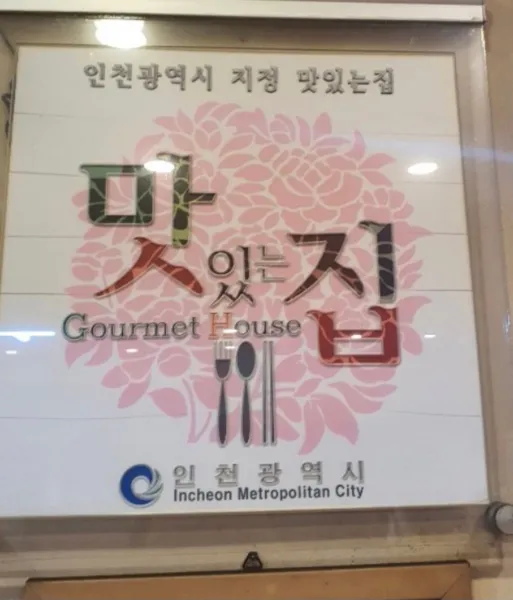 인천광역시 지정 맛있는집
맛있는집
Gourmet House
인천광역시
Incheon Metropolitan City